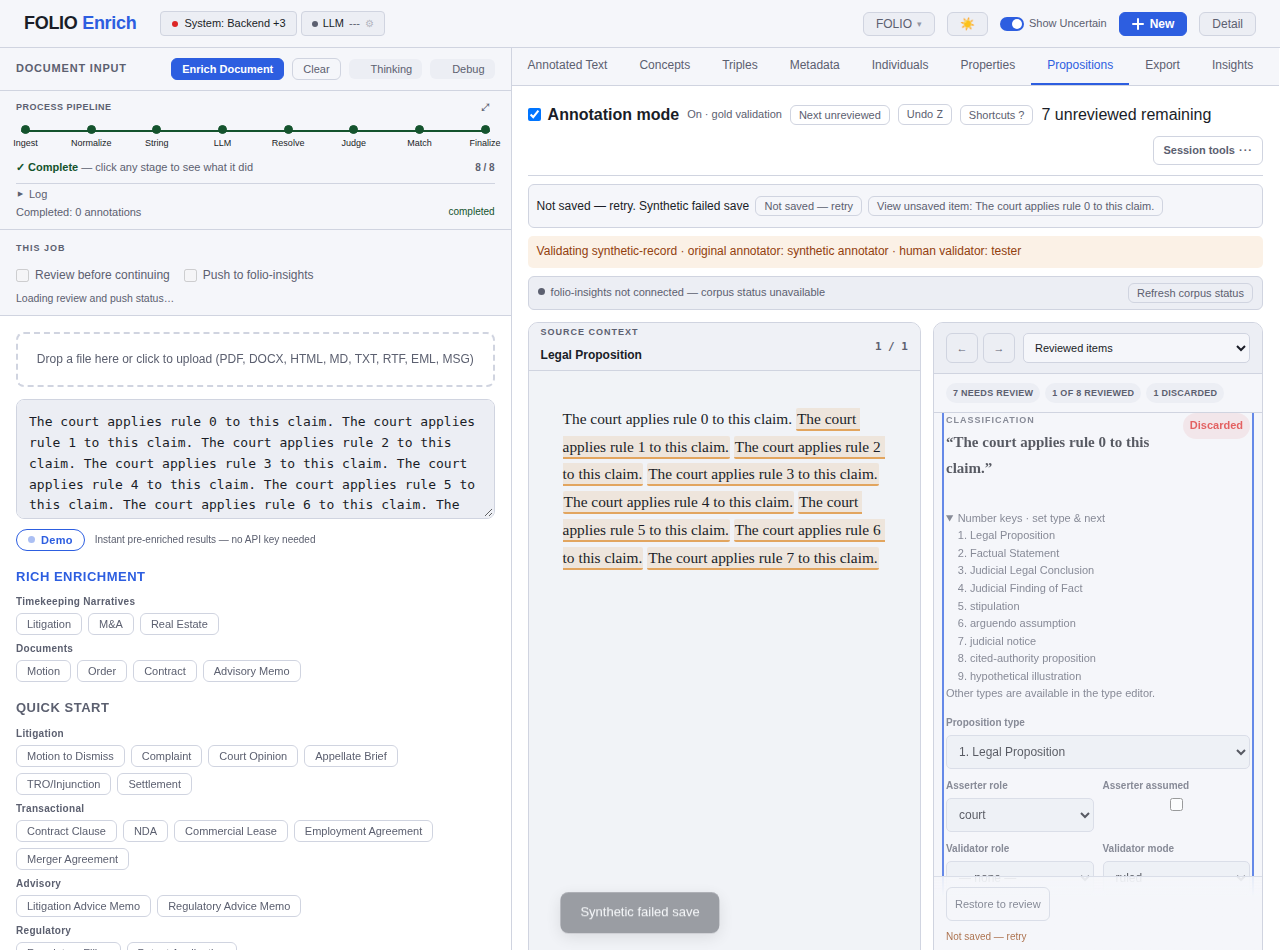 FOLIO Enrich
System: Backend +3
LLM ---
FOLIO
Show Uncertain
New
Detail
DOCUMENT INPUT
Enrich Document
Clear
Thinking
Debug
Annotated Text
Concepts
Triples
Metadata
Individuals
Properties
Propositions
Export
Insights
PROCESS PIPELINE
Ingest
Normalize
String
LLM
Resolve
Judge
Match
Finalize
✓ Complete — click any stage to see what it did
8 / 8
Log
Completed: 0 annotations
completed
THIS JOB
Review before continuing
Push to folio-insights
Loading review and push status…
Drop a file here or click to upload (PDF, DOCX, HTML, MD, TXT, RTF, EML, MSG)
The court applies rule 0 to this claim. The court applies
rule 1 to this claim. The court applies rule 2 to this
claim. The court applies rule 3 to this claim. The court
applies rule 4 to this claim. The court applies rule 5 to
this claim. The court applies rule 6 to this claim. The
Demo
Instant pre-enriched results — no API key needed
RICH ENRICHMENT
Timekeeping Narratives
Litigation
M&A
Real Estate
Documents
Motion
Order
Contract
Advisory Memo
QUICK START
Litigation
Motion to Dismiss
Complaint
Court Opinion
Appellate Brief
TRO/Injunction
Settlement
Transactional
Contract Clause
NDA
Commercial Lease
Employment Agreement
Merger Agreement
Advisory
Litigation Advice Memo
Regulatory Advice Memo
Regulatory
Annotation mode
On · gold validation
Next unreviewed
Undo Z
Shortcuts ?
7 unreviewed remaining
Session tools ···
Not saved — retry. Synthetic failed save
Not saved — retry
View unsaved item: The court applies rule 0 to this claim.
Validating synthetic-record · original annotator: synthetic annotator · human validator: tester
folio-insights not connected — corpus status unavailable
Refresh corpus status
SOURCE CONTEXT
Legal Proposition
1 / 1
The court applies rule 0 to this claim. The court
applies rule 1 to this claim. The court applies rule 2
to this claim. The court applies rule 3 to this claim.
The court applies rule 4 to this claim. The court
applies rule 5 to this claim. The court applies rule 6
to this claim. The court applies rule 7 to this claim.
Synthetic failed save
←
→
Reviewed items
7 NEEDS REVIEW
1 OF 8 REVIEWED
1 DISCARDED
CLASSIFICATION
Discarded
“The court applies rule 0 to this
claim.”
Number keys · set type & next
1. Legal Proposition
2. Factual Statement
3. Judicial Legal Conclusion
4. Judicial Finding of Fact
5. stipulation
6. arguendo assumption
7. judicial notice
8. cited-authority proposition
9. hypothetical illustration
Other types are available in the type editor.
Proposition type
1. Legal Proposition
Asserter role
Asserter assumed
court
Validator role
Validator mode
— none —
ruled
Restore to review
Not saved — retry